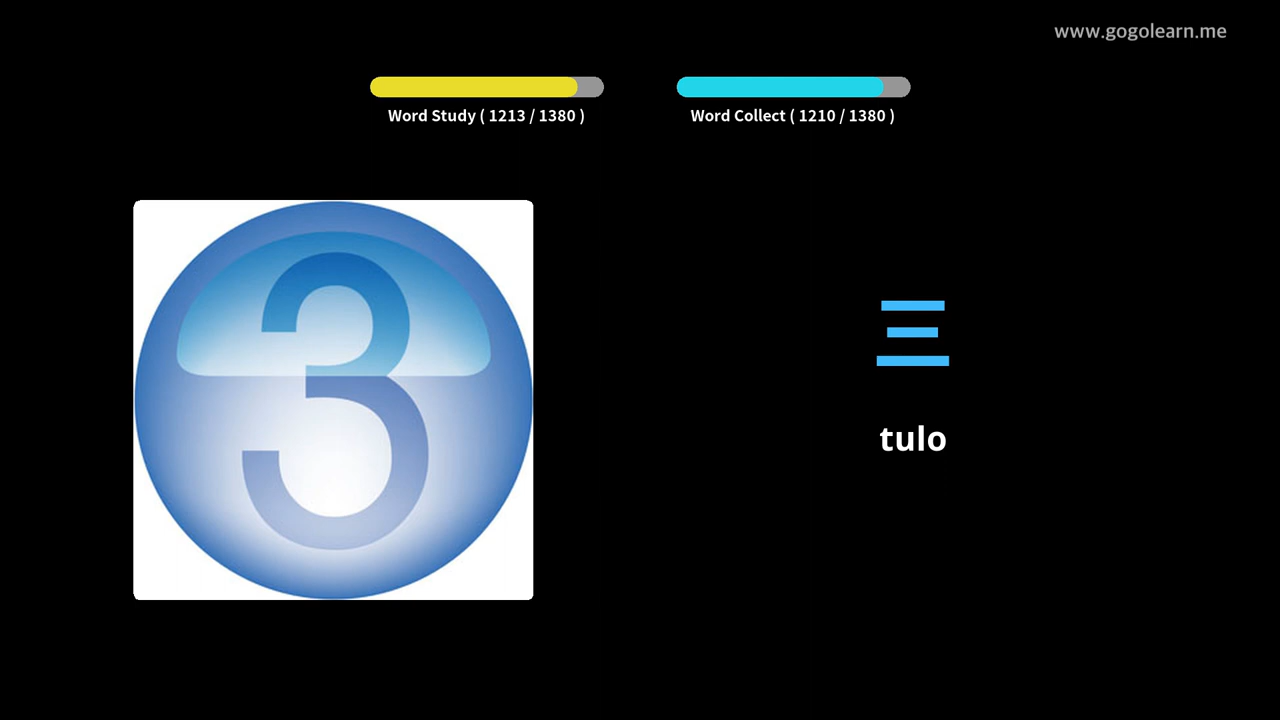 www.gogolearn.me
Word Study ( 1213 / 1380 )
Word Collect ( 1210 / 1380 )
3
三
tulo